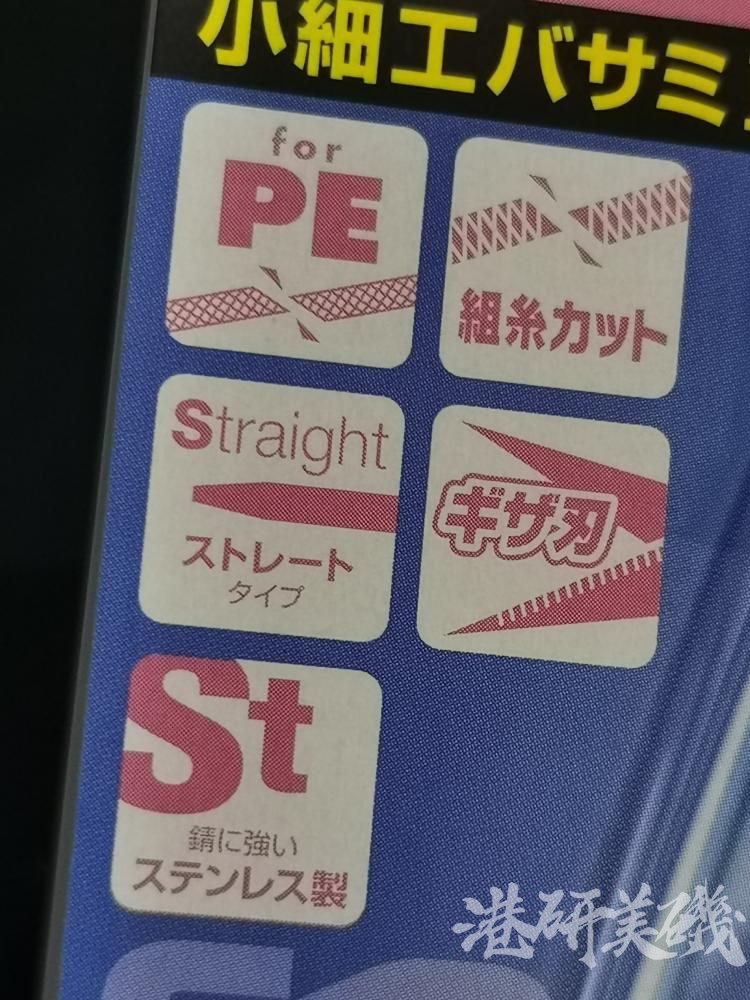 小細工バサミ
for
PE
組糸カット
Straight
ストレート
タイプ
ギザ刃
St
錆に強い
ステンレス製
港研美磯